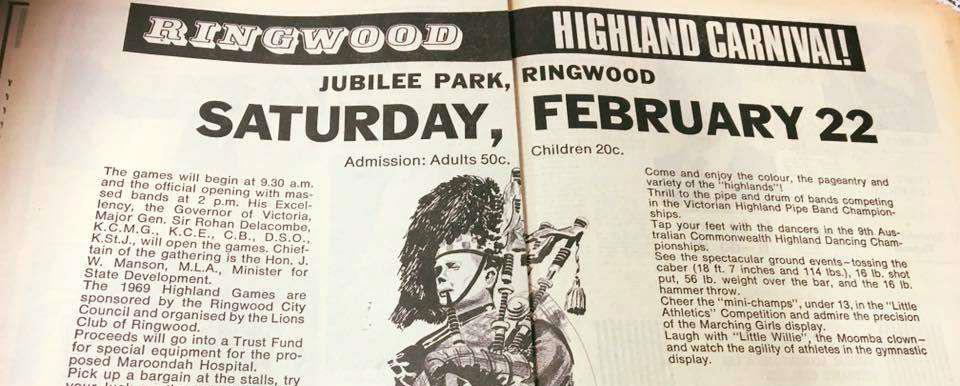 RINGWOOD HIGHLAND CARNIVAL!
JUBILEE PARK, RINGWOOD
SATURDAY, FEBRUARY 22
Admission: Adults 50c. Children 20c.
The games will begin at 9.30 a.m.
and the official opening with mas-
sed bands at 2 p.m. His Excel-
lency, the Governor of Victoria,
Major Gen. Sir Rohan Delacombe,
K.C.M.G., K.C.E., C.B., D.S.O.,
K.St.J., will open the games. Chief-
tain of the gathering is the Hon. J.
W. Manson, M.L.A., Minister for
State Development.
The 1969 Highland Games are
sponsored by the Ringwood City
Council and organised by the Lions
Club of Ringwood.
Proceeds will go into a Trust Fund
for special equipment for the pro-
posed Maroondah Hospital.
Pick up a bargain at the stalls, try
your
Come and enjoy the colour, the pageantry and
variety of the "highlands"!
Thrill to the pipe and drum of bands competing
in the Victorian Highland Pipe Band Champion-
ships.
Tap your feet with the dancers in the 9th Aus-
tralian Commonwealth Highland Dancing Cham-
pionships.
See the spectacular ground events—tossing the
caber (18 ft. 7 inches and 114 lbs.), 16 lb. shot
put, 56 lb. weight over the bar, and the 16 lb.
hammer throw.
Cheer the "mini-champs", under 13, in the "Little
Athletics" Competition and admire the precision
of the Marching Girls display.
Laugh with "Little Willie", the Moomba clown—
and watch the agility of athletes in the gymnastic
display.